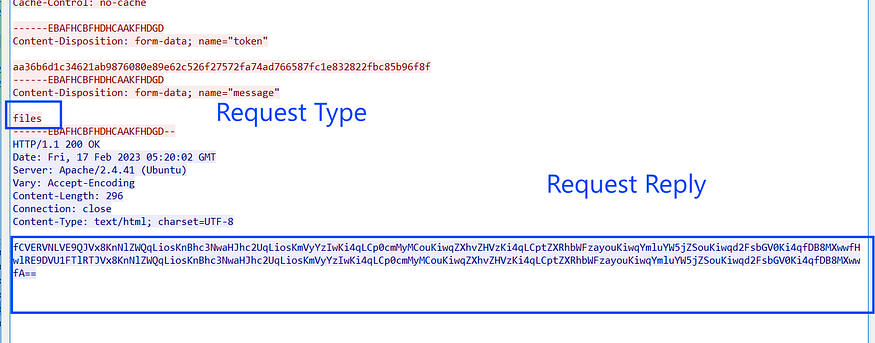 Cache-Control: no-cache
------EBAFHCBFHDHCAAKFHDGD
Content-Disposition: form-data; name="token"
aa36b6d1c34621ab9876080e89e62c526f27572fa74ad766587fc1e832822fbc85b96f8f
------EBAFHCBFHDHCAAKFHDGD
Content-Disposition: form-data; name="message"
files
Request Type
------EBAFHCBFHDHCAAKFHDGD--
HTTP/1.1 200 OK
Date: Fri, 17 Feb 2023 05:20:02 GMT
Server: Apache/2.4.41 (Ubuntu)
Vary: Accept-Encoding
Request Reply
Content-Length: 296
Connection: close
Content-Type: text/html; charset=UTF-8
fCVERVNLVE9QJVx8KnNlZWQqLiosKnBhc3NwaHJhc2UqLiosKmVyYzIwKi4qLCp0cmMyMCouKiwqZXhvZHVzKi4qLCptZXRhbWFzayouKiwqYmluYW5jZSouKiwqd2FsbGV0Ki4qfDB8MXwwfH
wlRE9DVU1FTlRTJVx8KnNlZWQqLiosKnBhc3NwaHJhc2UqLiosKmVyYzIwKi4qLCp0cmMyMCouKiwqZXhvZHVzKi4qLCptZXRhbWFzayouKiwqYmluYW5jZSouKiwqd2FsbGV0Ki4qfDB8MXww
fA==